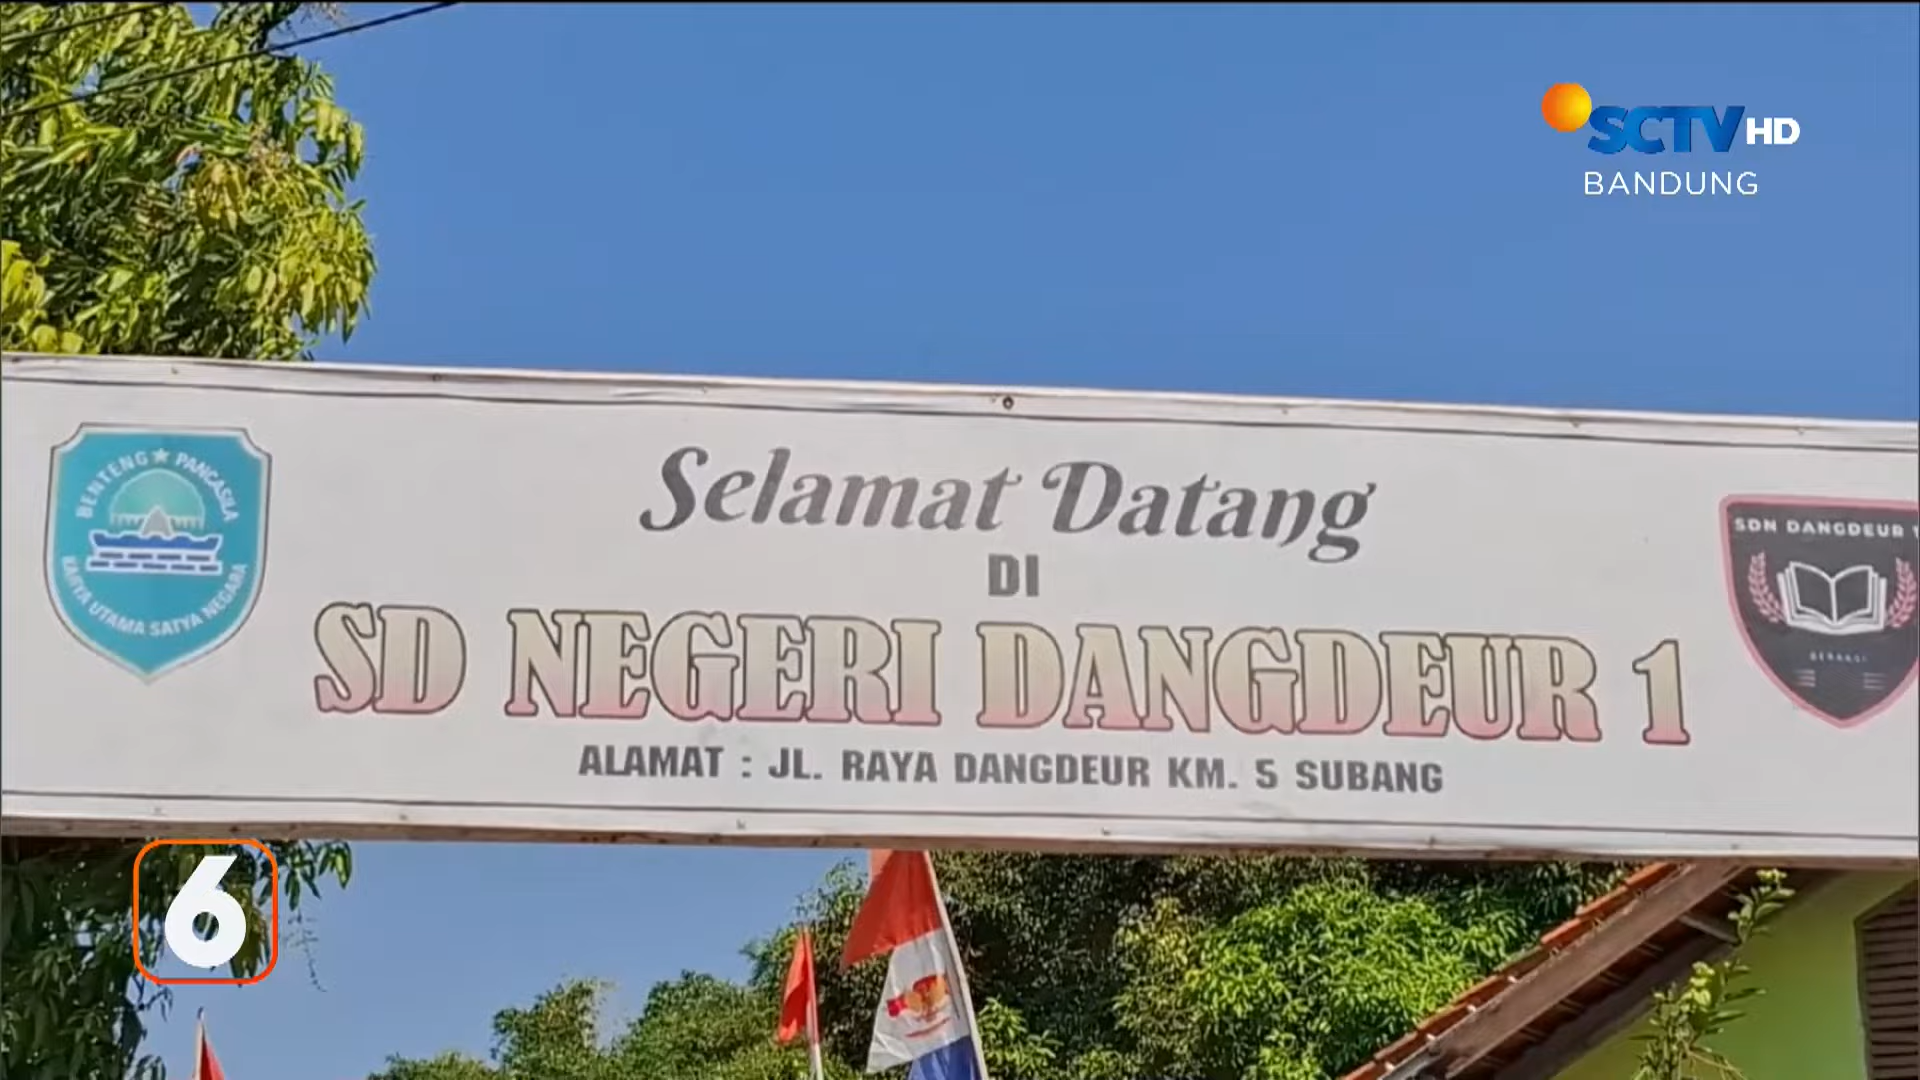 SCTV HD
BANDUNG
BENTENG ★ PANCASILA
KARYA UTAMA SATYA NEGARA
Selamat Datang
DI
SD NEGERI DANGDEUR 1
ALAMAT : JL. RAYA DANGDEUR KM. 5 SUBANG
SDN DANGDEUR 1
6